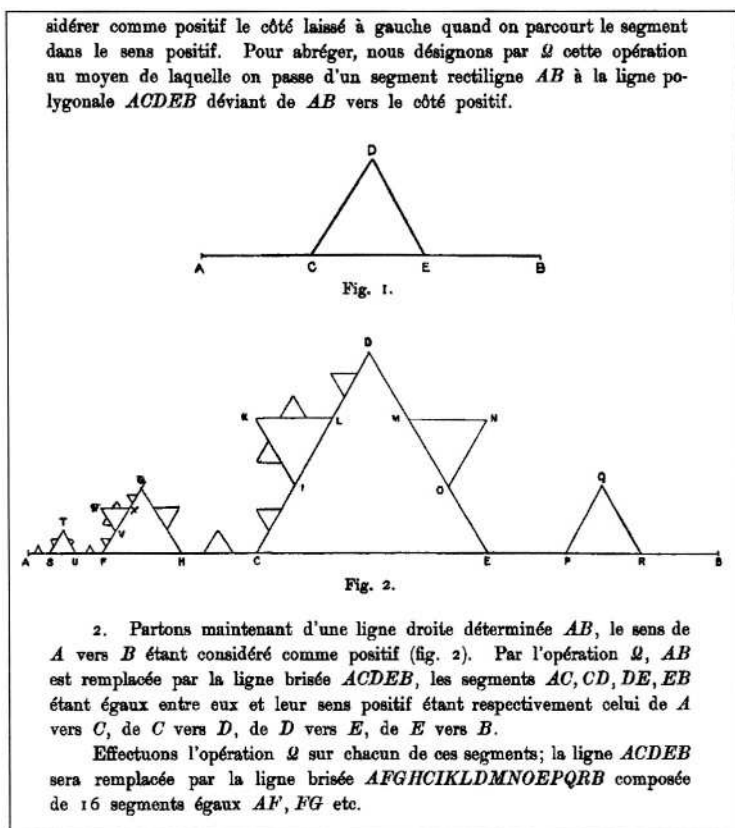 sidérer comme positif le côté laissé à gauche quand on parcourt le segment
dans le sens positif. Pour abréger, nous désignons par Ω cette opération
au moyen de laquelle on passe d'un segment rectiligne AB à la ligne po-
lygonale ACDEB déviant de AB vers le côté positif.
D
A C E B
Fig. 1.
D
K L M N
I O
G Q
W X
T V
A S U F H C E P R B
Fig. 2.
2. Partons maintenant d'une ligne droite déterminée AB, le sens de
A vers B étant considéré comme positif (fig. 2). Par l'opération Ω, AB
est remplacée par la ligne brisée ACDEB, les segments AC, CD, DE, EB
étant égaux entre eux et leur sens positif étant respectivement celui de A
vers C, de C vers D, de D vers E, de E vers B.
Effectuons l'opération Ω sur chacun de ces segments; la ligne ACDEB
sera remplacée par la ligne brisée AFGHCIKLDMNOEPQRB composée
de 16 segments égaux AF, FG etc.